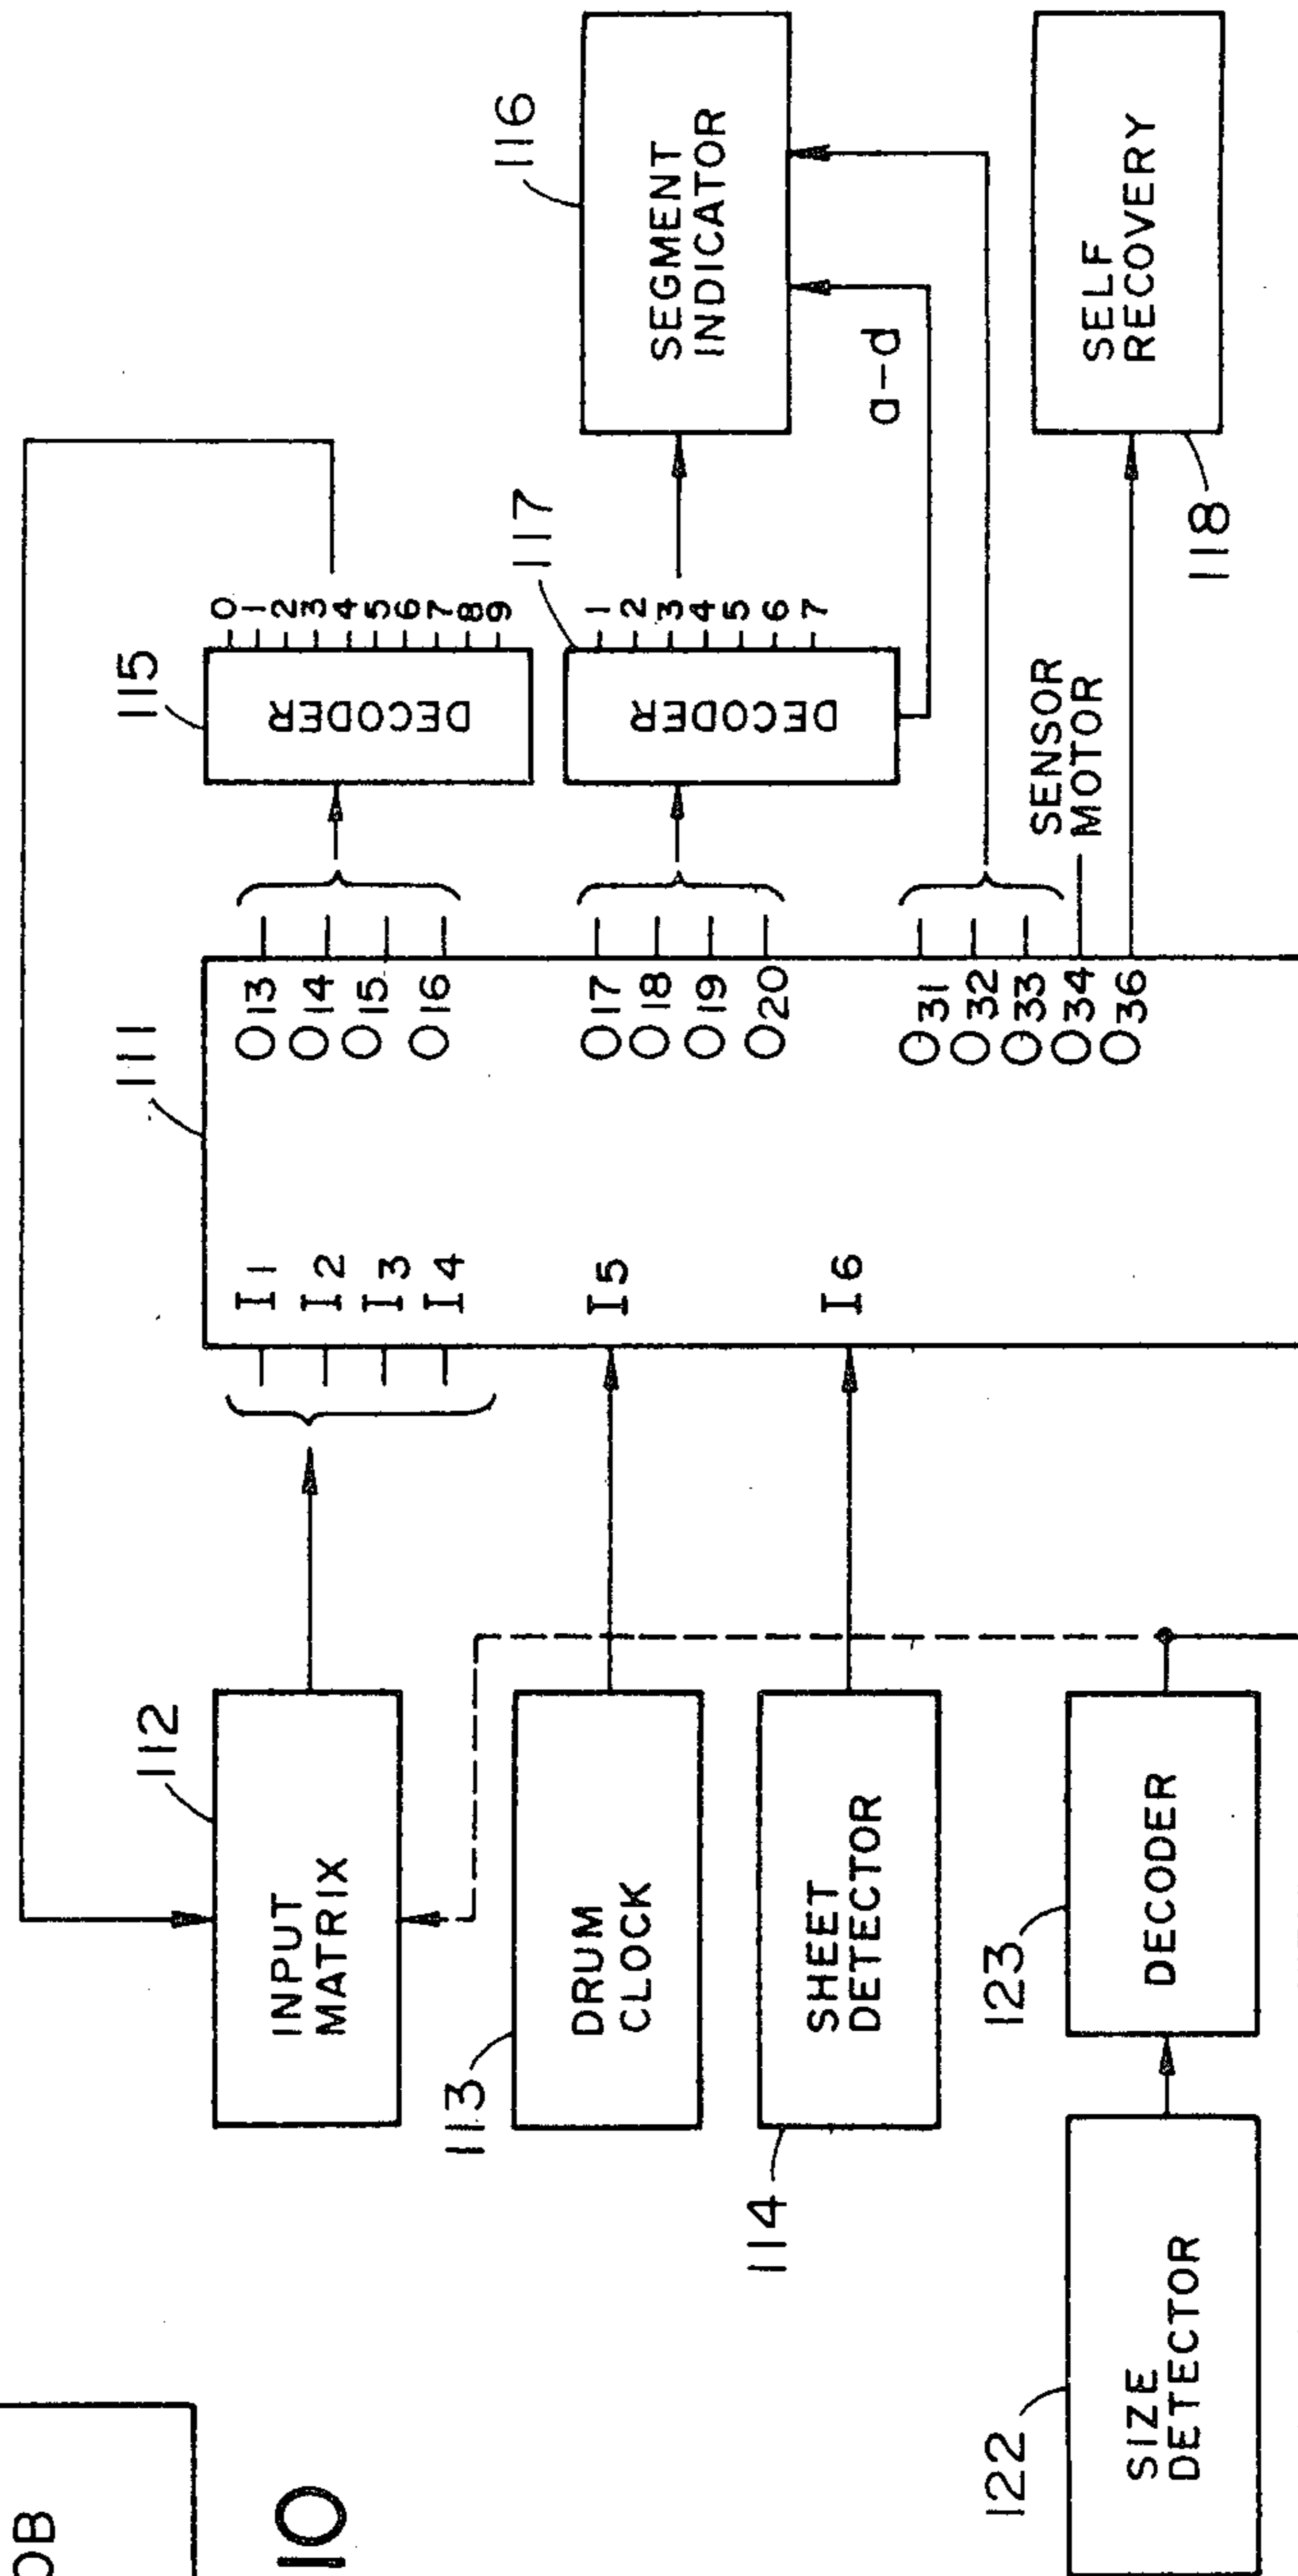 0B
10
111
I1
I2
I3
I4
I5
I6
O13
O14
O15
O16
O17
O18
O19
O20
O31
O32
O33
O34
O36
112
INPUT
MATRIX
113
DRUM
CLOCK
114
SHEET
DETECTOR
122
SIZE
DETECTOR
123
DECODER
115
DECODER
0
1
2
3
4
5
6
7
8
9
117
DECODER
1
2
3
4
5
6
7
a-d
116
SEGMENT
INDICATOR
SENSOR
MOTOR
118
SELF
RECOVERY